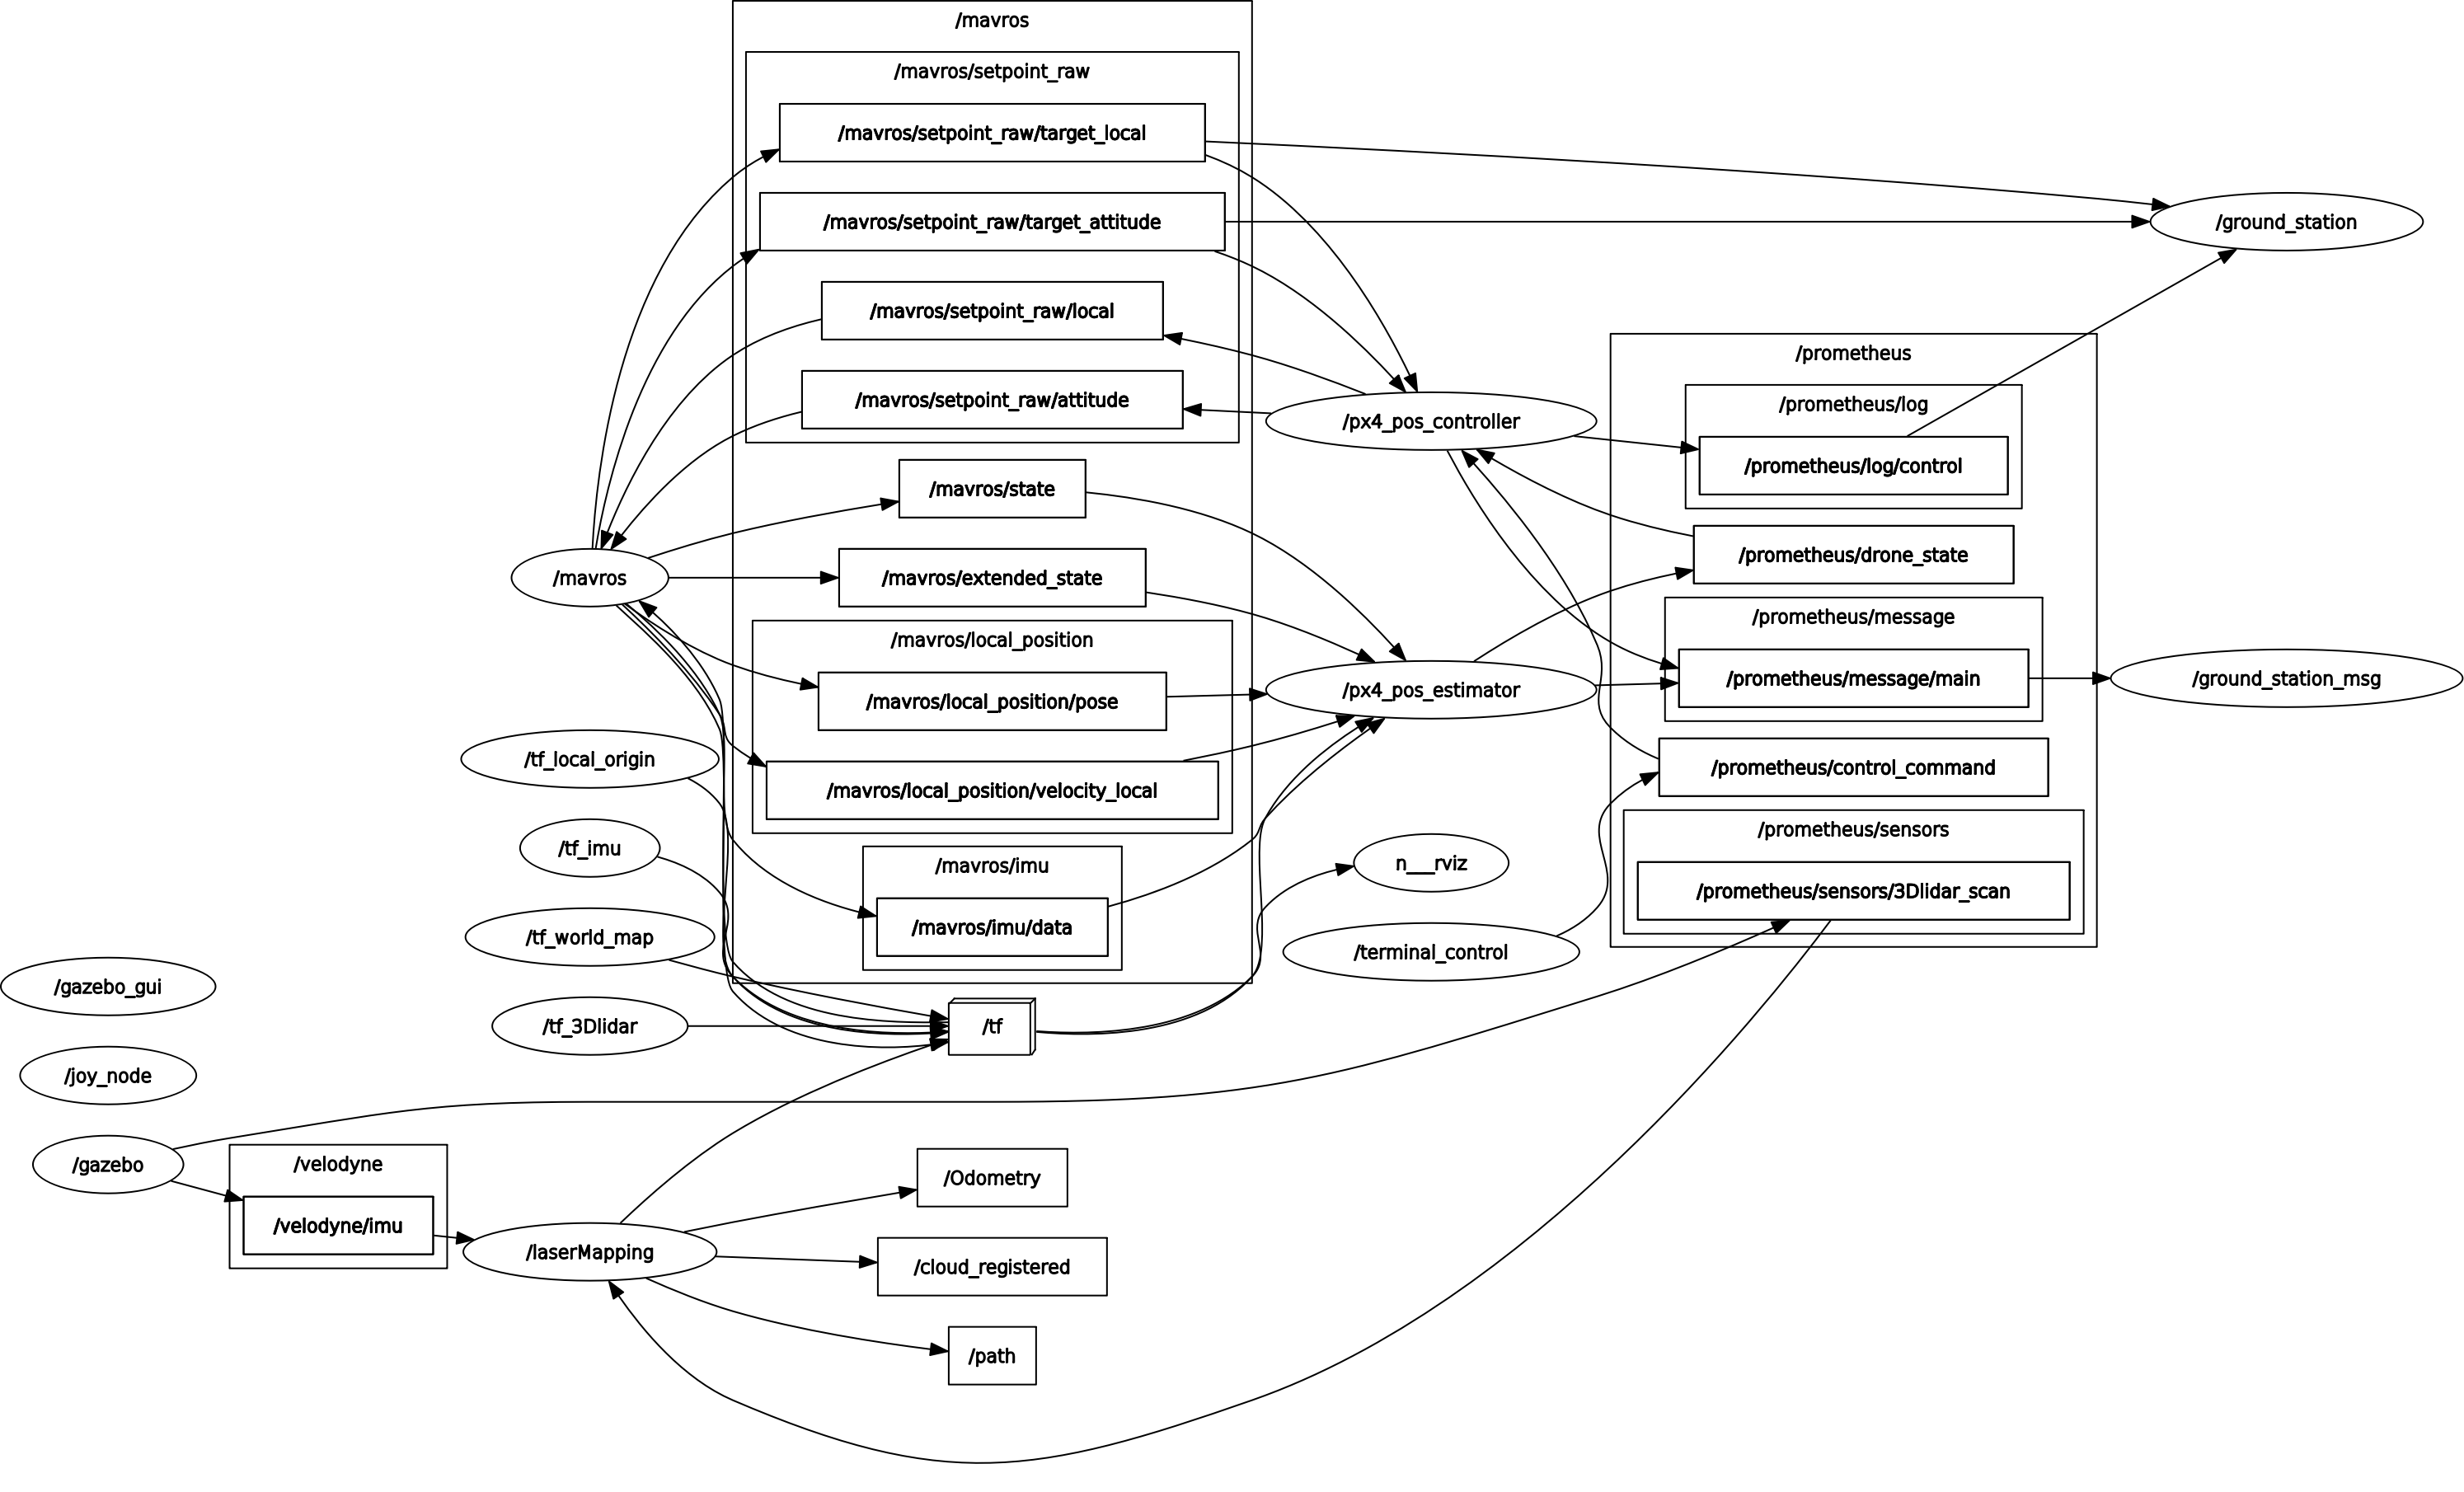 /mavros
/mavros/setpoint_raw
/mavros/setpoint_raw/target_local
/mavros/setpoint_raw/target_attitude
/mavros/setpoint_raw/local
/mavros/setpoint_raw/attitude
/mavros/state
/mavros/extended_state
/mavros/local_position
/mavros/local_position/pose
/mavros/local_position/velocity_local
/mavros/imu
/mavros/imu/data
/mavros
/tf_local_origin
/tf_imu
/tf_world_map
/tf_3Dlidar
/tf
/gazebo_gui
/joy_node
/gazebo
/velodyne
/velodyne/imu
/laserMapping
/Odometry
/cloud_registered
/path
/px4_pos_controller
/px4_pos_estimator
n___rviz
/terminal_control
/prometheus
/prometheus/log
/prometheus/log/control
/prometheus/drone_state
/prometheus/message
/prometheus/message/main
/prometheus/control_command
/prometheus/sensors
/prometheus/sensors/3Dlidar_scan
/ground_station
/ground_station_msg